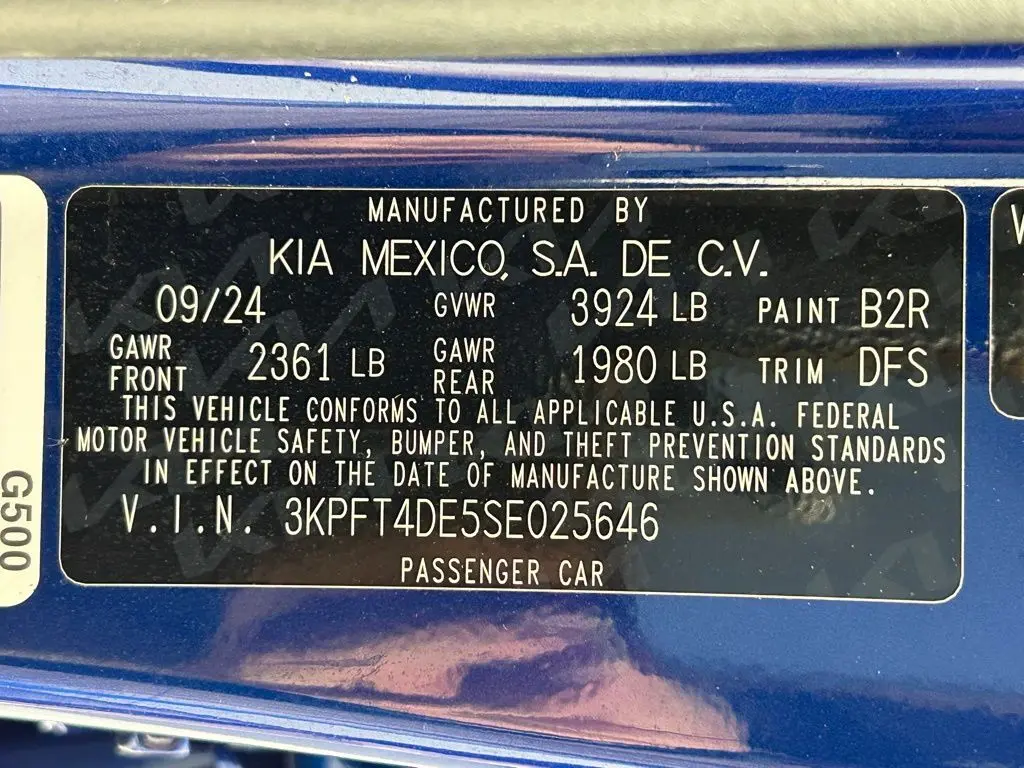 MANUFACTURED BY
KIA MEXICO, S.A. DE C.V.
09/24 GVWR 3924 LB PAINT B2R
GAWR FRONT 2361 LB GAWR REAR 1980 LB TRIM DFS
THIS VEHICLE CONFORMS TO ALL APPLICABLE U.S.A. FEDERAL
MOTOR VEHICLE SAFETY, BUMPER, AND THEFT PREVENTION STANDARDS
IN EFFECT ON THE DATE OF MANUFACTURE SHOWN ABOVE.
V.I.N. 3KPFT4DE5SE025646
PASSENGER CAR
G500